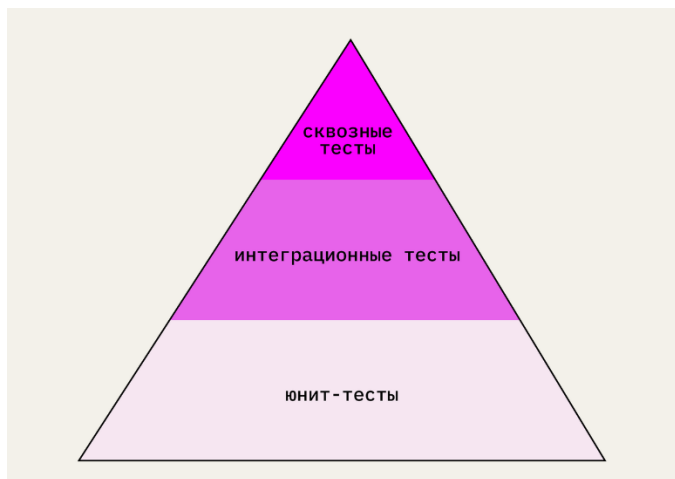 сквозные
тесты
интеграционные тесты
юнит-тесты